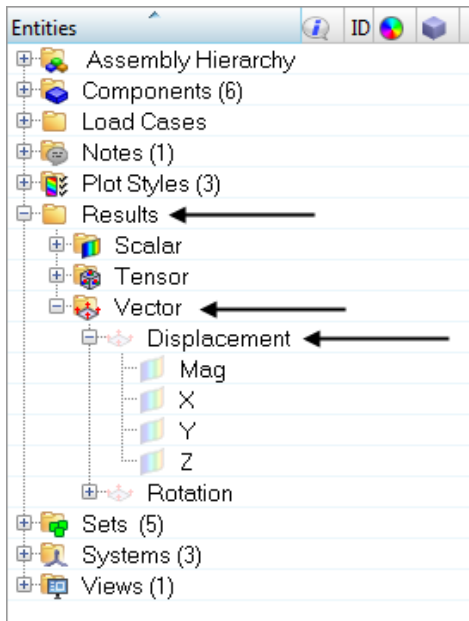 Entities ID
Assembly Hierarchy
Components (6)
Load Cases
Notes (1)
Plot Styles (3)
Results
Scalar
Tensor
Vector
Displacement
Mag
X
Y
Z
Rotation
Sets (5)
Systems (3)
Views (1)